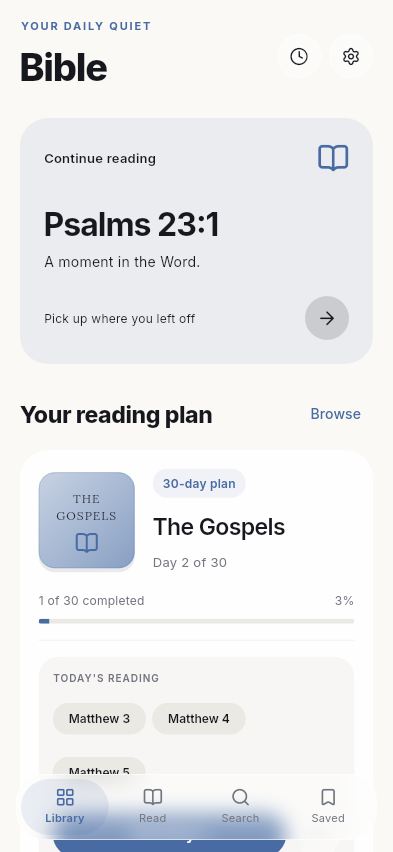 YOUR DAILY QUIET
Bible
Continue reading
Psalms 23:1
A moment in the Word.
Pick up where you left off
Your reading plan
Browse
THE
GOSPELS
30-day plan
The Gospels
Day 2 of 30
1 of 30 completed
3%
TODAY'S READING
Matthew 3
Matthew 4
Matthew 5
Library
Read
Search
Saved